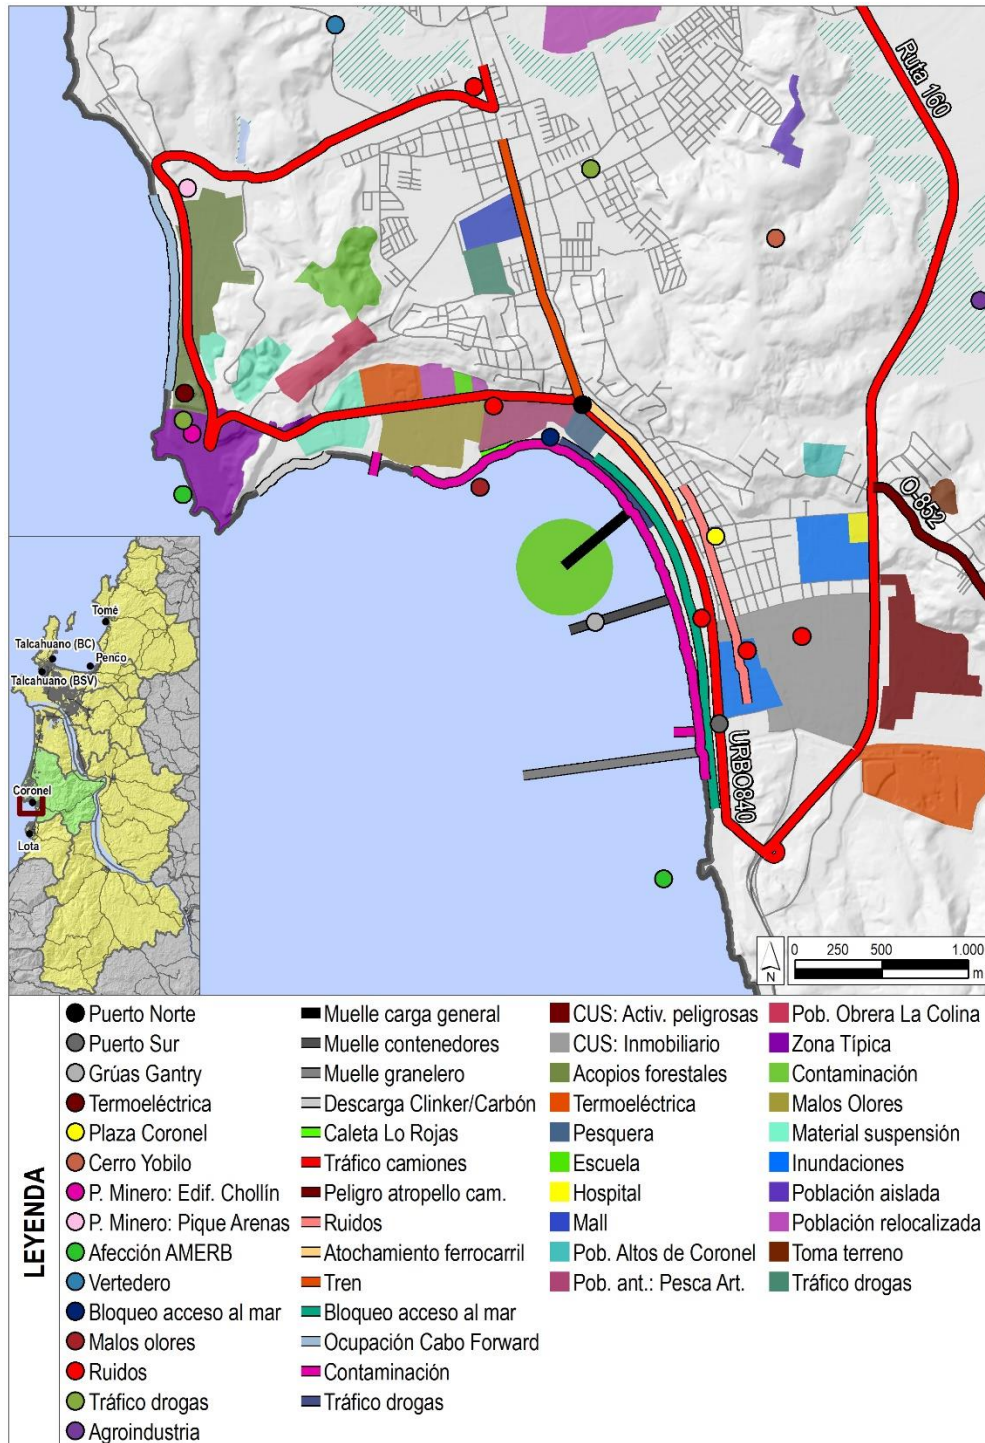 Ruta 160
O-852
URBO840
Tomé
Talcahuano (BC)
Penco
Talcahuano (BSV)
Coronel
Lota
N
0 250 500 1.000
m
LEYENDA
Puerto Norte
Puerto Sur
Grúas Gantry
Termoeléctrica
Plaza Coronel
Cerro Yobilo
P. Minero: Edif. Chollín
P. Minero: Pique Arenas
Afección AMERB
Vertedero
Bloqueo acceso al mar
Malos olores
Ruidos
Tráfico drogas
Agroindustria
Muelle carga general
Muelle contenedores
Muelle granelero
Descarga Clinker/Carbón
Caleta Lo Rojas
Tráfico camiones
Peligro atropello cam.
Ruidos
Atochamiento ferrocarril
Tren
Bloqueo acceso al mar
Ocupación Cabo Forward
Contaminación
Tráfico drogas
CUS: Activ. peligrosas
CUS: Inmobiliario
Acopios forestales
Termoeléctrica
Pesquera
Escuela
Hospital
Mall
Pob. Altos de Coronel
Pob. ant.: Pesca Art.
Pob. Obrera La Colina
Zona Típica
Contaminación
Malos Olores
Material suspensión
Inundaciones
Población aislada
Población relocalizada
Toma terreno
Tráfico drogas